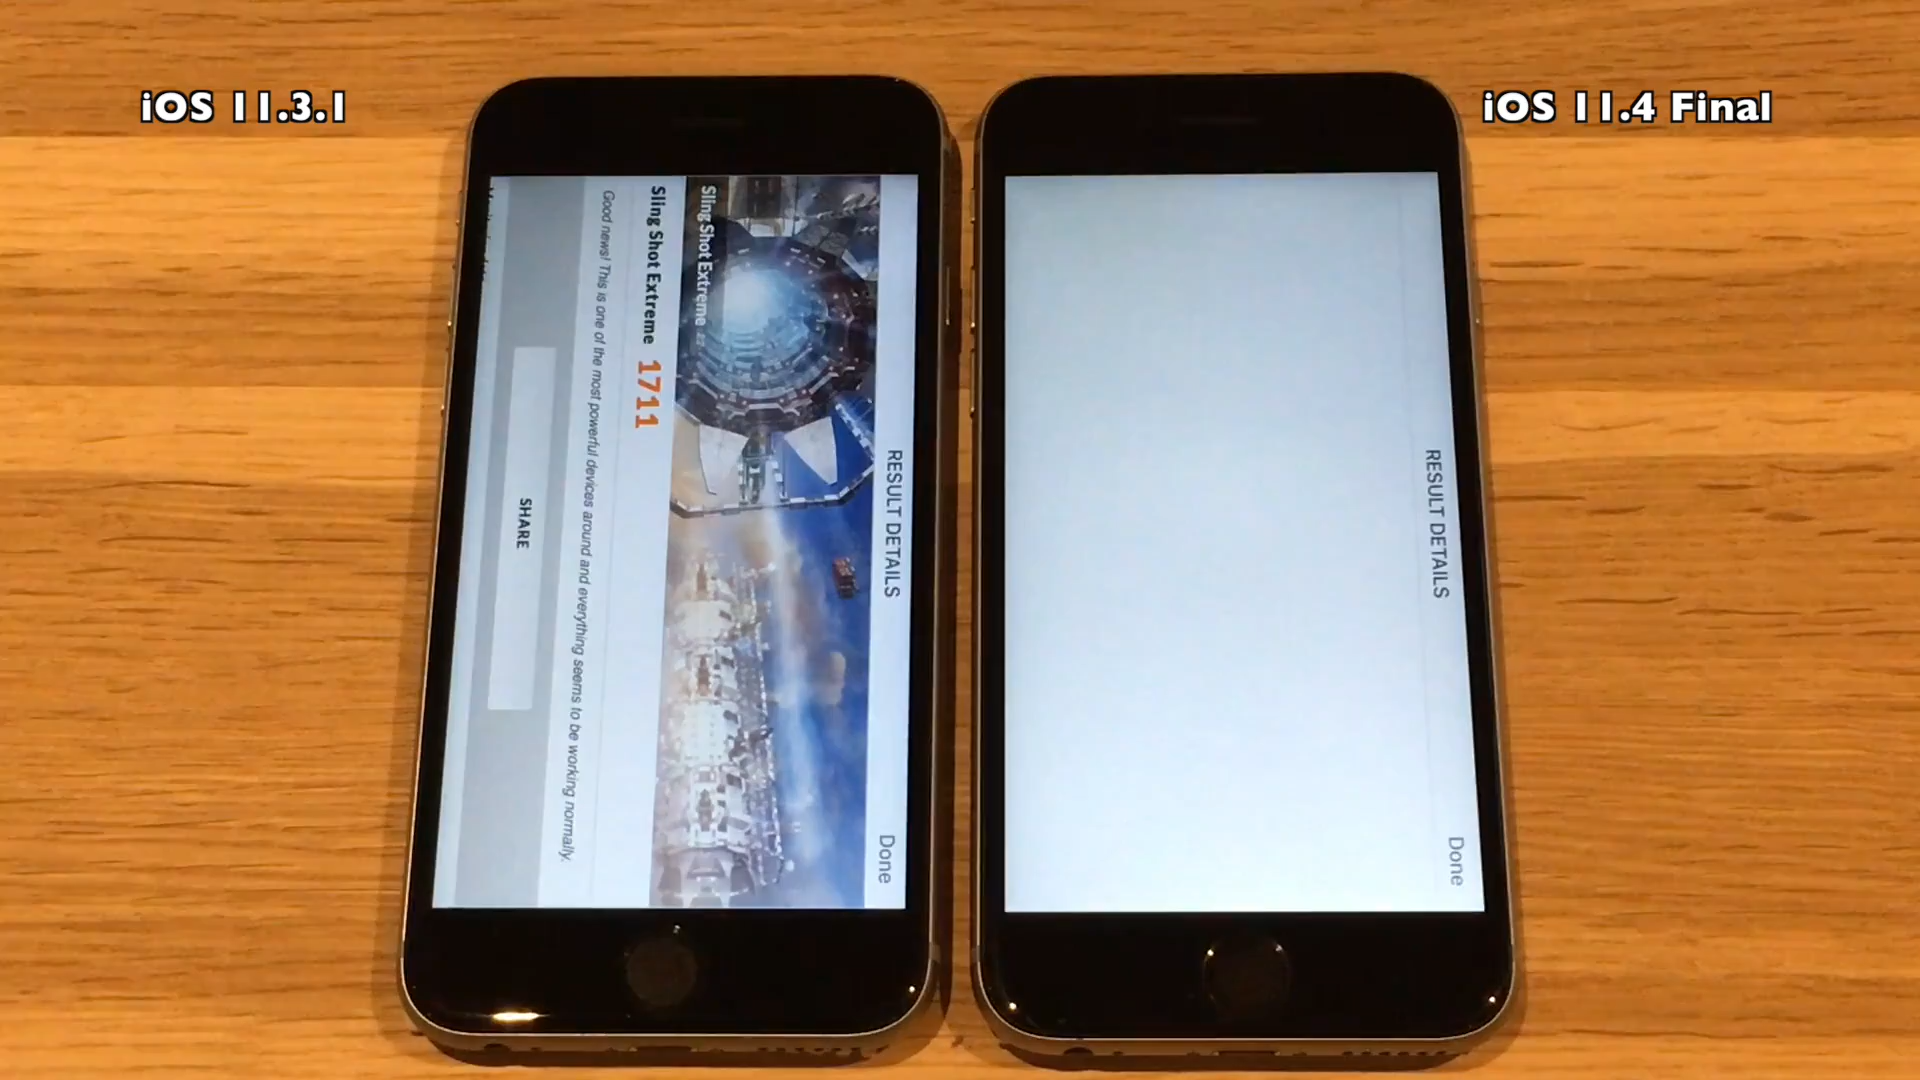 iOS 11.3.1
iOS 11.4 Final
RESULT DETAILS
Done
Sling Shot Extreme
Sling Shot Extreme 1711
Good news! This is one of the most powerful devices around and everything seems to be working normally.
SHARE
RESULT DETAILS
Done